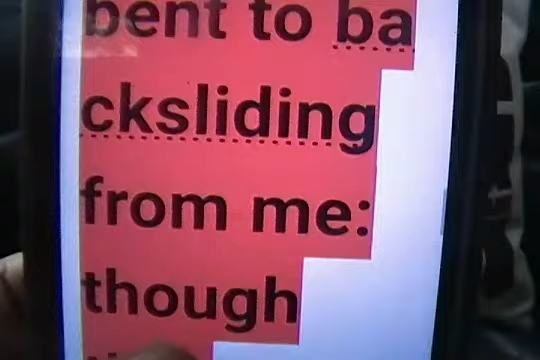 bent to ba
cksliding
from me:
though